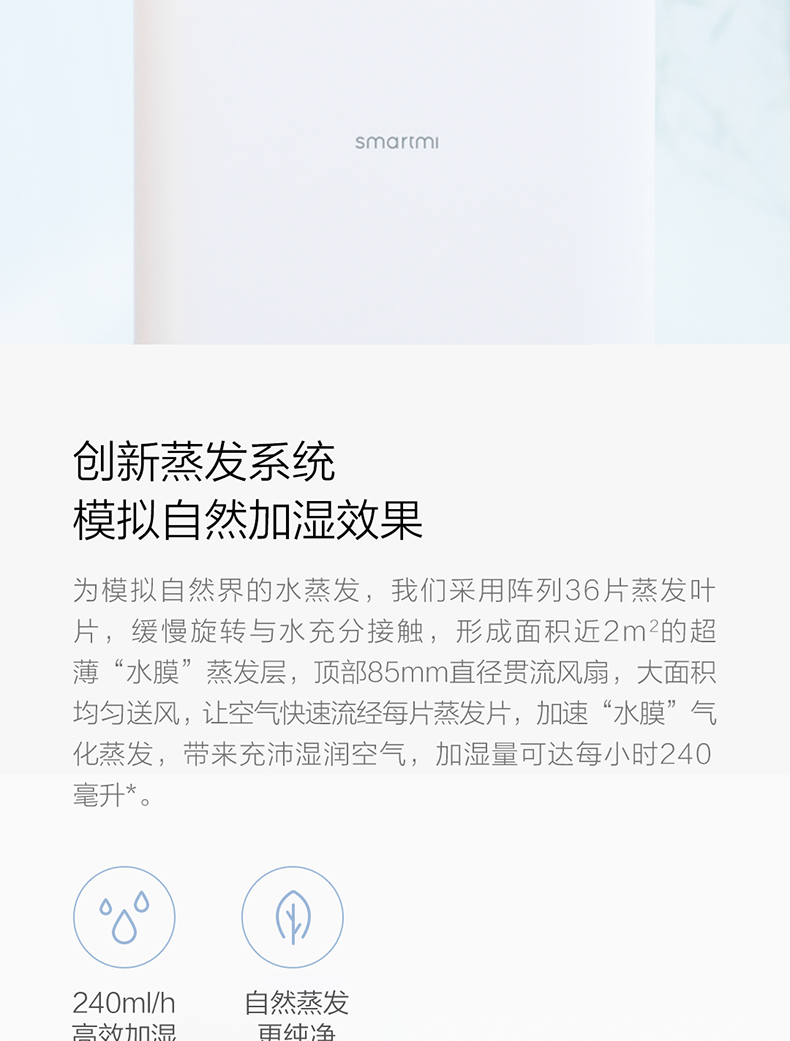 smartmi
创新蒸发系统
模拟自然加湿效果
为模拟自然界的水蒸发，我们采用阵列36片蒸发叶
片，缓慢旋转与水充分接触，形成面积近2m²的超
薄“水膜”蒸发层，顶部85mm直径贯流风扇，大面积
均匀送风，让空气快速流经每片蒸发片，加速“水膜”气
化蒸发，带来充沛湿润空气，加湿量可达每小时240
毫升*。
240ml/h 自然蒸发
高效加湿 更纯净